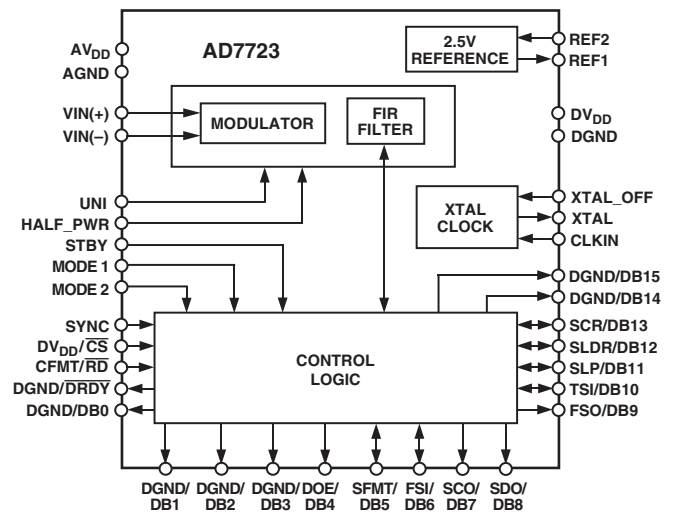 AD7723
2.5V
REFERENCE
REF2
REF1
AVDD
AGND
VIN(+)
VIN(–)
MODULATOR
FIR
FILTER
DVDD
DGND
UNI
HALF_PWR
STBY
MODE 1
MODE 2
XTAL
CLOCK
XTAL_OFF
XTAL
CLKIN
DGND/DB15
DGND/DB14
SYNC
DVDD/C̅S̅
CFMT/R̅D̅
DGND/D̅R̅D̅Y̅
DGND/DB0
CONTROL
LOGIC
SCR/DB13
SLDR/DB12
SLP/DB11
TSI/DB10
FSO/DB9
DGND/
DB1
DGND/
DB2
DGND/
DB3
DOE/
DB4
SFMT/
DB5
FSI/
DB6
SCO/
DB7
SDO/
DB8